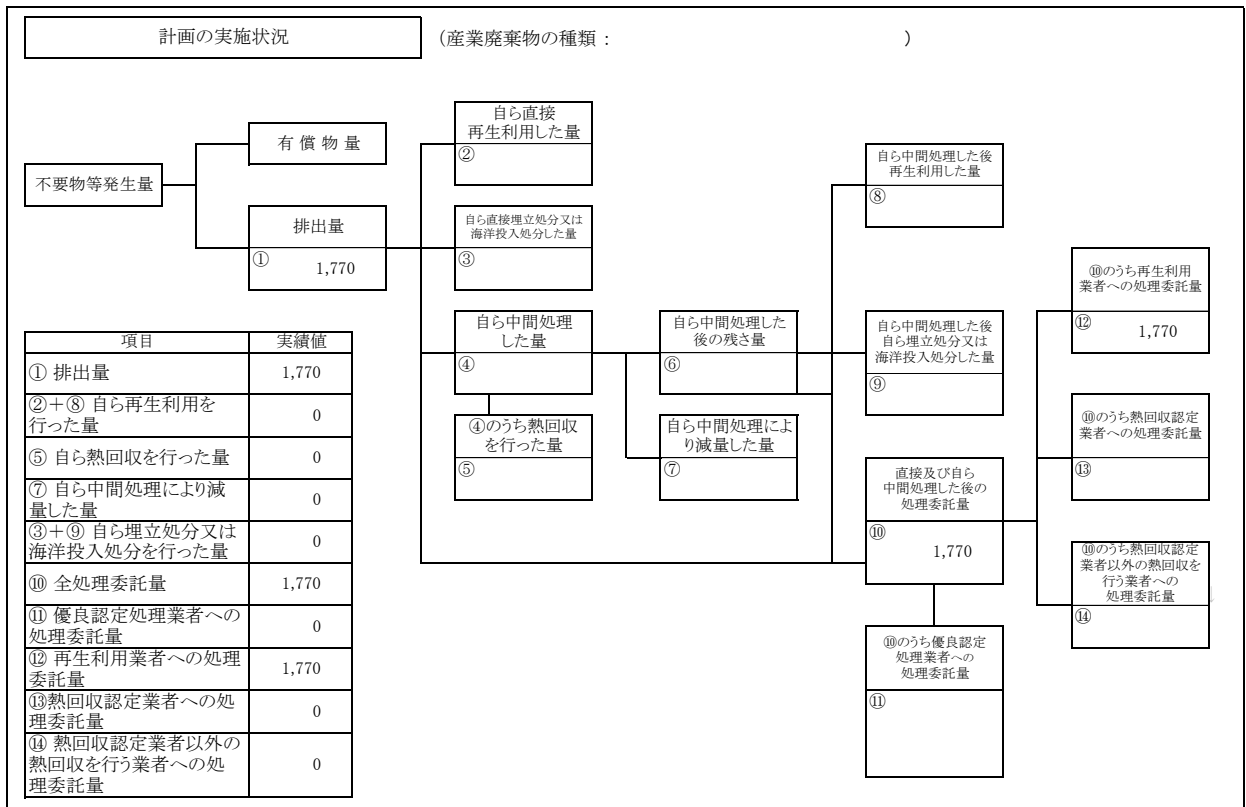 計画の実施状況
(産業廃棄物の種類：　　　　　　　　　　)
自ら直接
再生利用した量
②
有 償 物 量
不要物等発生量
自ら中間処理した後
再生利用した量
⑧
排出量
① 1,770
自ら直接埋立処分又は
海洋投入処分した量
③
⑩のうち再生利用
業者への処理委託量
⑫ 1,770
自ら中間処理
した量
④
自ら中間処理した
後の残さ量
⑥
自ら中間処理した後
自ら埋立処分又は
海洋投入処分した量
⑨
④のうち熱回収
を行った量
⑤
自ら中間処理によ
り減量した量
⑦
⑩のうち熱回収認定
業者への処理委託量
⑬
直接及び自ら
中間処理した後の
処理委託量
⑩
1,770
⑩のうち熱回収認定
業者以外の熱回収を
行う業者への
処理委託量
⑭
⑩のうち優良認定
処理業者への
処理委託量
⑪
項目 実績値
① 排出量 1,770
②＋⑧ 自ら再生利用を
行った量 0
⑤ 自ら熱回収を行った量 0
⑦ 自ら中間処理により減
量した量 0
③＋⑨ 自ら埋立処分又は
海洋投入処分を行った量 0
⑩ 全処理委託量 1,770
⑪ 優良認定処理業者への
処理委託量 0
⑫ 再生利用業者への処理
委託量 1,770
⑬熱回収認定業者への処
理委託量 0
⑭ 熱回収認定業者以外の
熱回収を行う業者への処
理委託量 0